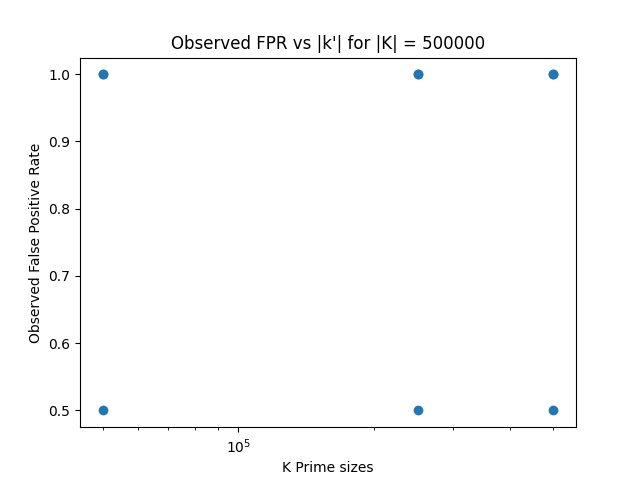 Observed FPR vs |k'| for |K| = 500000
1.0
0.9
0.8
0.7
0.6
0.5
Observed False Positive Rate
10⁵
K Prime sizes